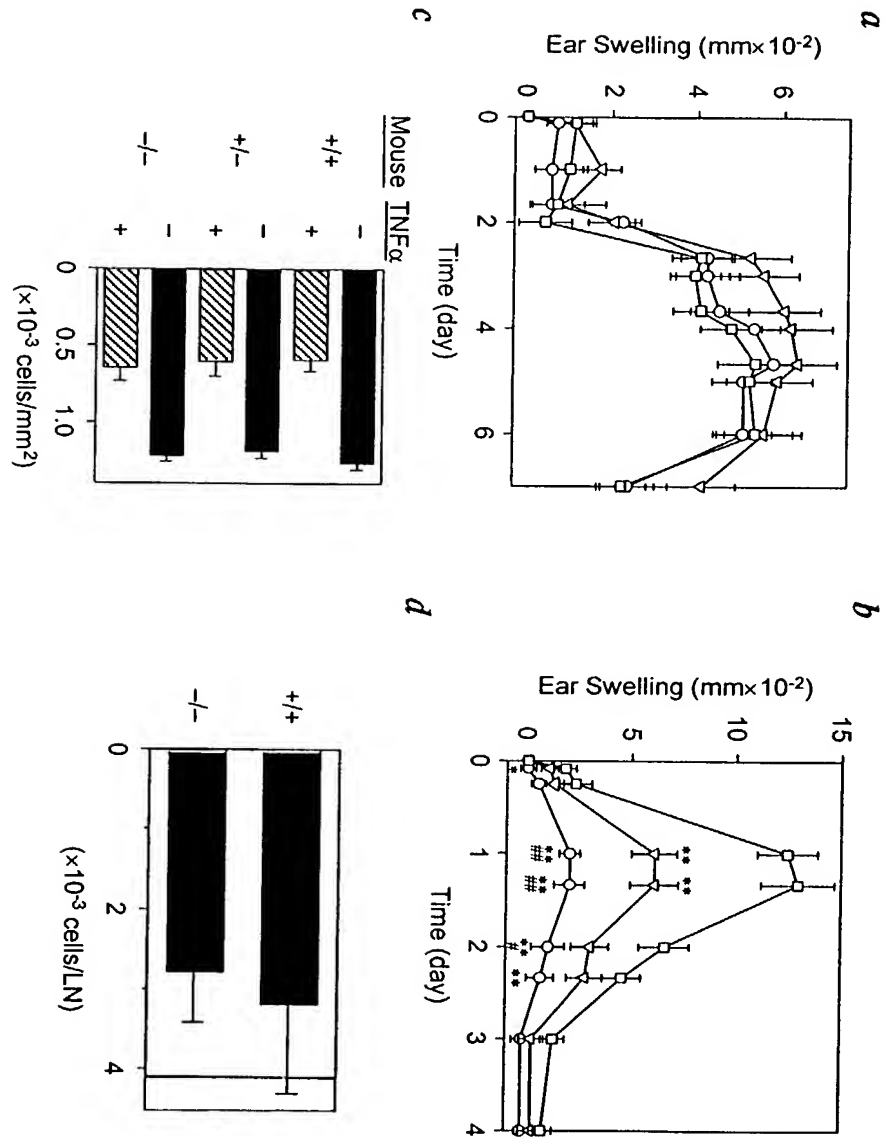 a
Ear Swelling (mm×10⁻²)
6
4
2
0
0 2 4 6
Time (day)
b
Ear Swelling (mm×10⁻²)
15
10
5
0
** **
*
** ** ** **
## ## #
0 1 2 3 4
Time (day)
c
Mouse TNFα
+/+ −
+
+/− −
+
−/− −
+
0 0.5 1.0
(×10⁻³ cells/mm²)
d
+/+
−/−
0 2 4
(×10⁻³ cells/LN)